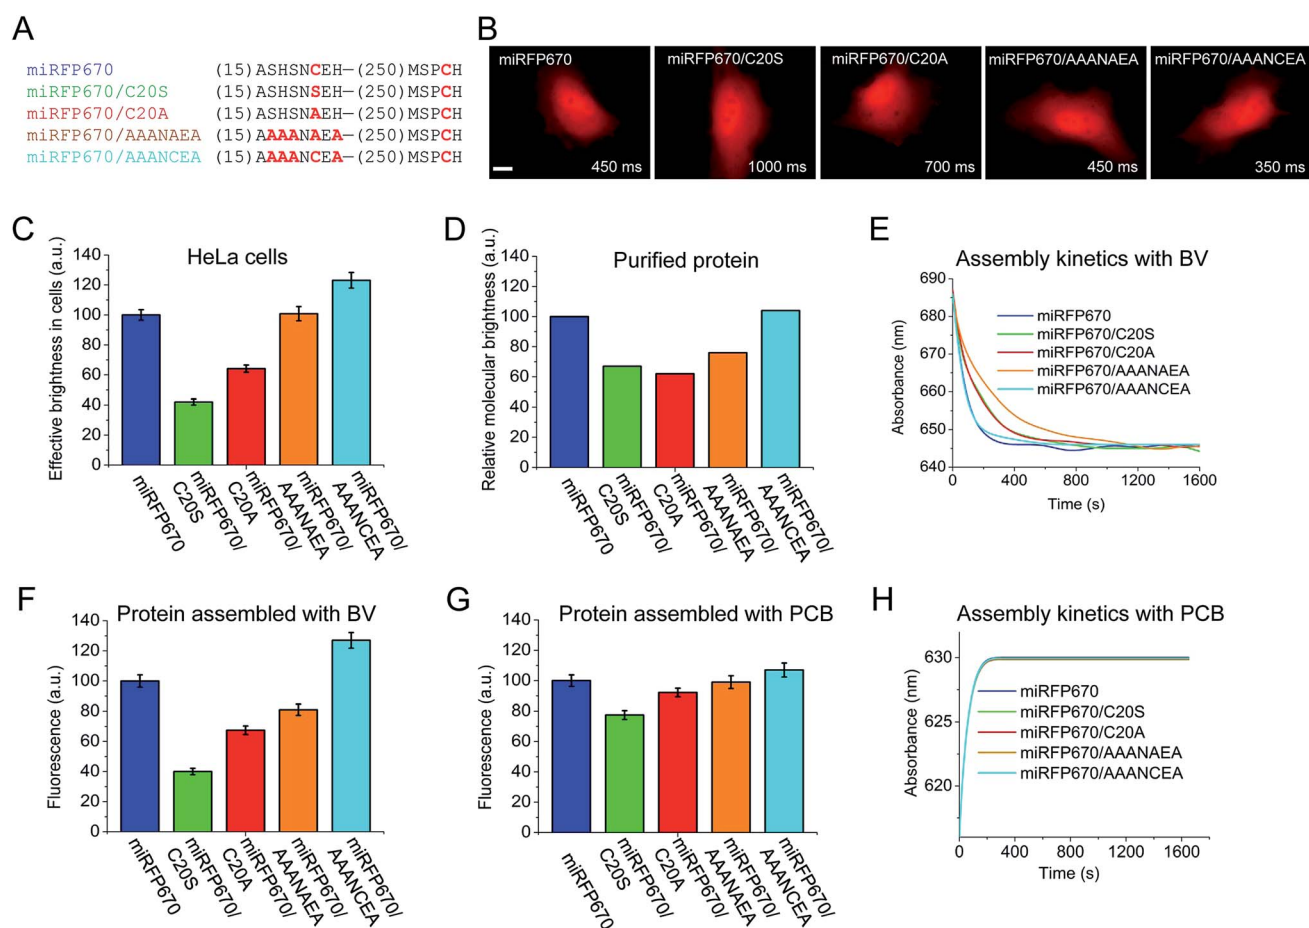 A
miRFP670 (15)ASHSNCEH—(250)MSPCH
miRFP670/C20S (15)ASHSNSEH—(250)MSPCH
miRFP670/C20A (15)ASHSNAEH—(250)MSPCH
miRFP670/AAANAEA (15)AAAANAEA—(250)MSPCH
miRFP670/AAANCEA (15)AAAANCEA—(250)MSPCH
B
miRFP670
450 ms
miRFP670/C20S
1000 ms
miRFP670/C20A
700 ms
miRFP670/AAANAEA
450 ms
miRFP670/AAANCEA
350 ms
C
HeLa cells
Effective brightness in cells (a.u.)
140
120
100
80
60
40
20
0
miRFP670
miRFP670/
C20S
miRFP670/
C20A
miRFP670/
AAANAEA
miRFP670/
AAANCEA
D
Purified protein
Relative molecular brightness (a.u.)
140
120
100
80
60
40
20
0
miRFP670
miRFP670/
C20S
miRFP670/
C20A
miRFP670/
AAANAEA
miRFP670/
AAANCEA
E
Assembly kinetics with BV
Absorbance (nm)
690
680
670
660
650
640
miRFP670
miRFP670/C20S
miRFP670/C20A
miRFP670/AAANAEA
miRFP670/AAANCEA
0 400 800 1200 1600
Time (s)
F
Protein assembled with BV
Fluorescence (a.u.)
140
120
100
80
60
40
20
0
miRFP670
miRFP670/
C20S
miRFP670/
C20A
miRFP670/
AAANAEA
miRFP670/
AAANCEA
G
Protein assembled with PCB
Fluorescence (a.u.)
140
120
100
80
60
40
20
0
miRFP670
miRFP670/
C20S
miRFP670/
C20A
miRFP670/
AAANAEA
miRFP670/
AAANCEA
H
Assembly kinetics with PCB
Absorbance (nm)
630
625
620
miRFP670
miRFP670/C20S
miRFP670/C20A
miRFP670/AAANAEA
miRFP670/AAANCEA
0 400 800 1200 1600
Time (s)